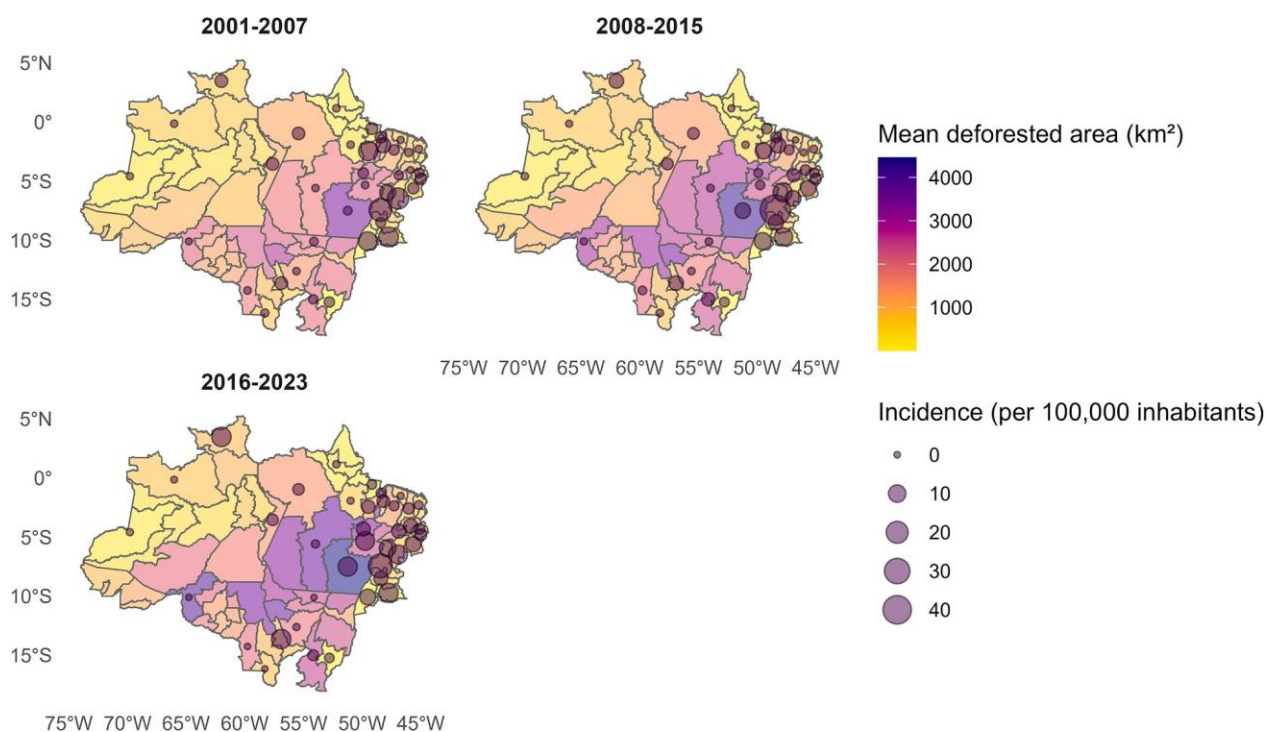 2001-2007
2008-2015
5°N
0°
5°S
10°S
15°S
75°W 70°W 65°W 60°W 55°W 50°W 45°W
2016-2023
5°N
0°
5°S
10°S
15°S
75°W 70°W 65°W 60°W 55°W 50°W 45°W
Mean deforested area (km²)
4000
3000
2000
1000
Incidence (per 100,000 inhabitants)
0
10
20
30
40